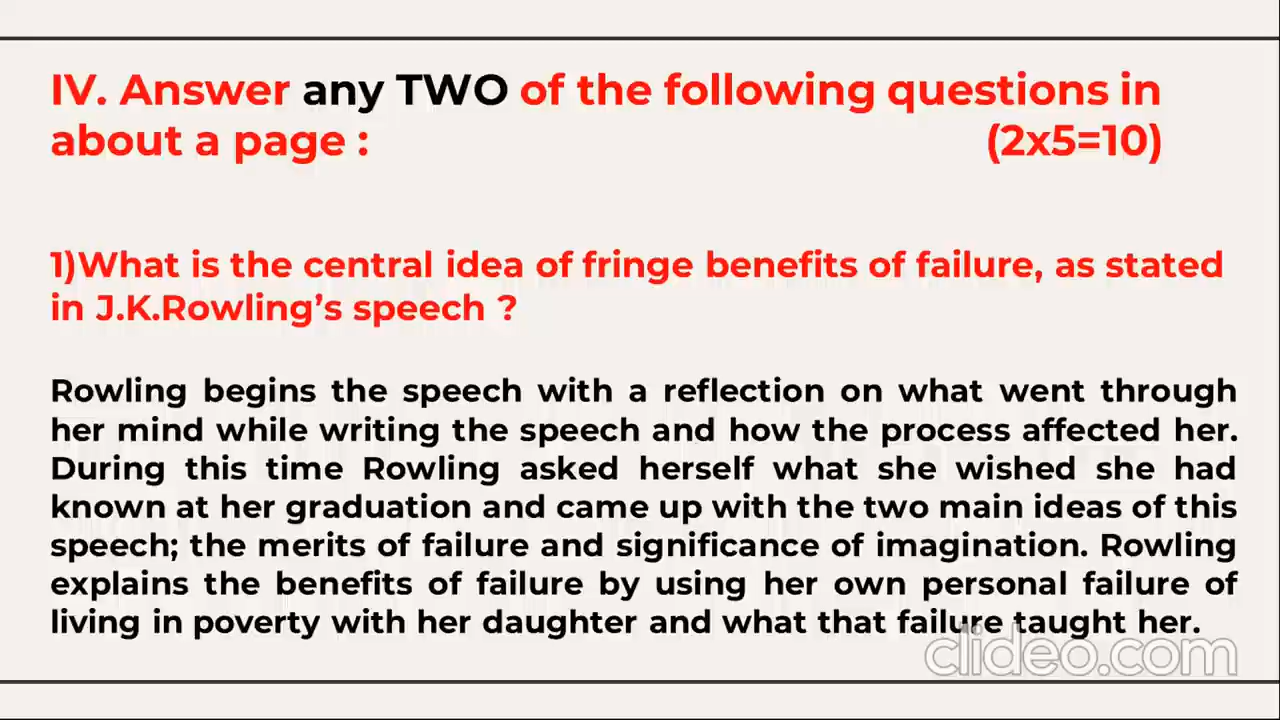 IV. Answer any TWO of the following questions in
about a page : (2x5=10)
1)What is the central idea of fringe benefits of failure, as stated
in J.K.Rowling’s speech ?
Rowling begins the speech with a reflection on what went through
her mind while writing the speech and how the process affected her.
During this time Rowling asked herself what she wished she had
known at her graduation and came up with the two main ideas of this
speech; the merits of failure and significance of imagination. Rowling
explains the benefits of failure by using her own personal failure of
living in poverty with her daughter and what that failure taught her.
clideo.com